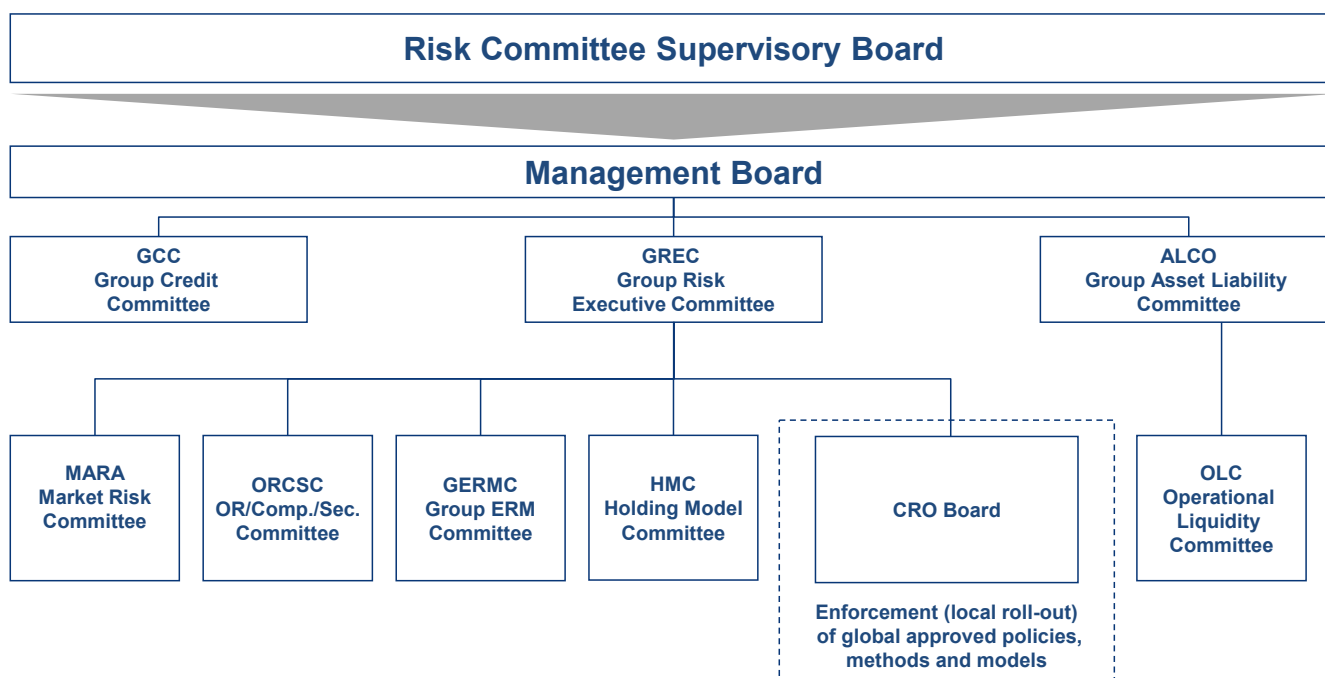 Risk Committee Supervisory Board
Management Board
GCC
Group Credit
Committee
GREC
Group Risk
Executive Committee
ALCO
Group Asset Liability
Committee
MARA
Market Risk
Committee
ORCSC
OR/Comp./Sec.
Committee
GERMC
Group ERM
Committee
HMC
Holding Model
Committee
CRO Board
OLC
Operational
Liquidity
Committee
Enforcement (local roll-out)
of global approved policies,
methods and models